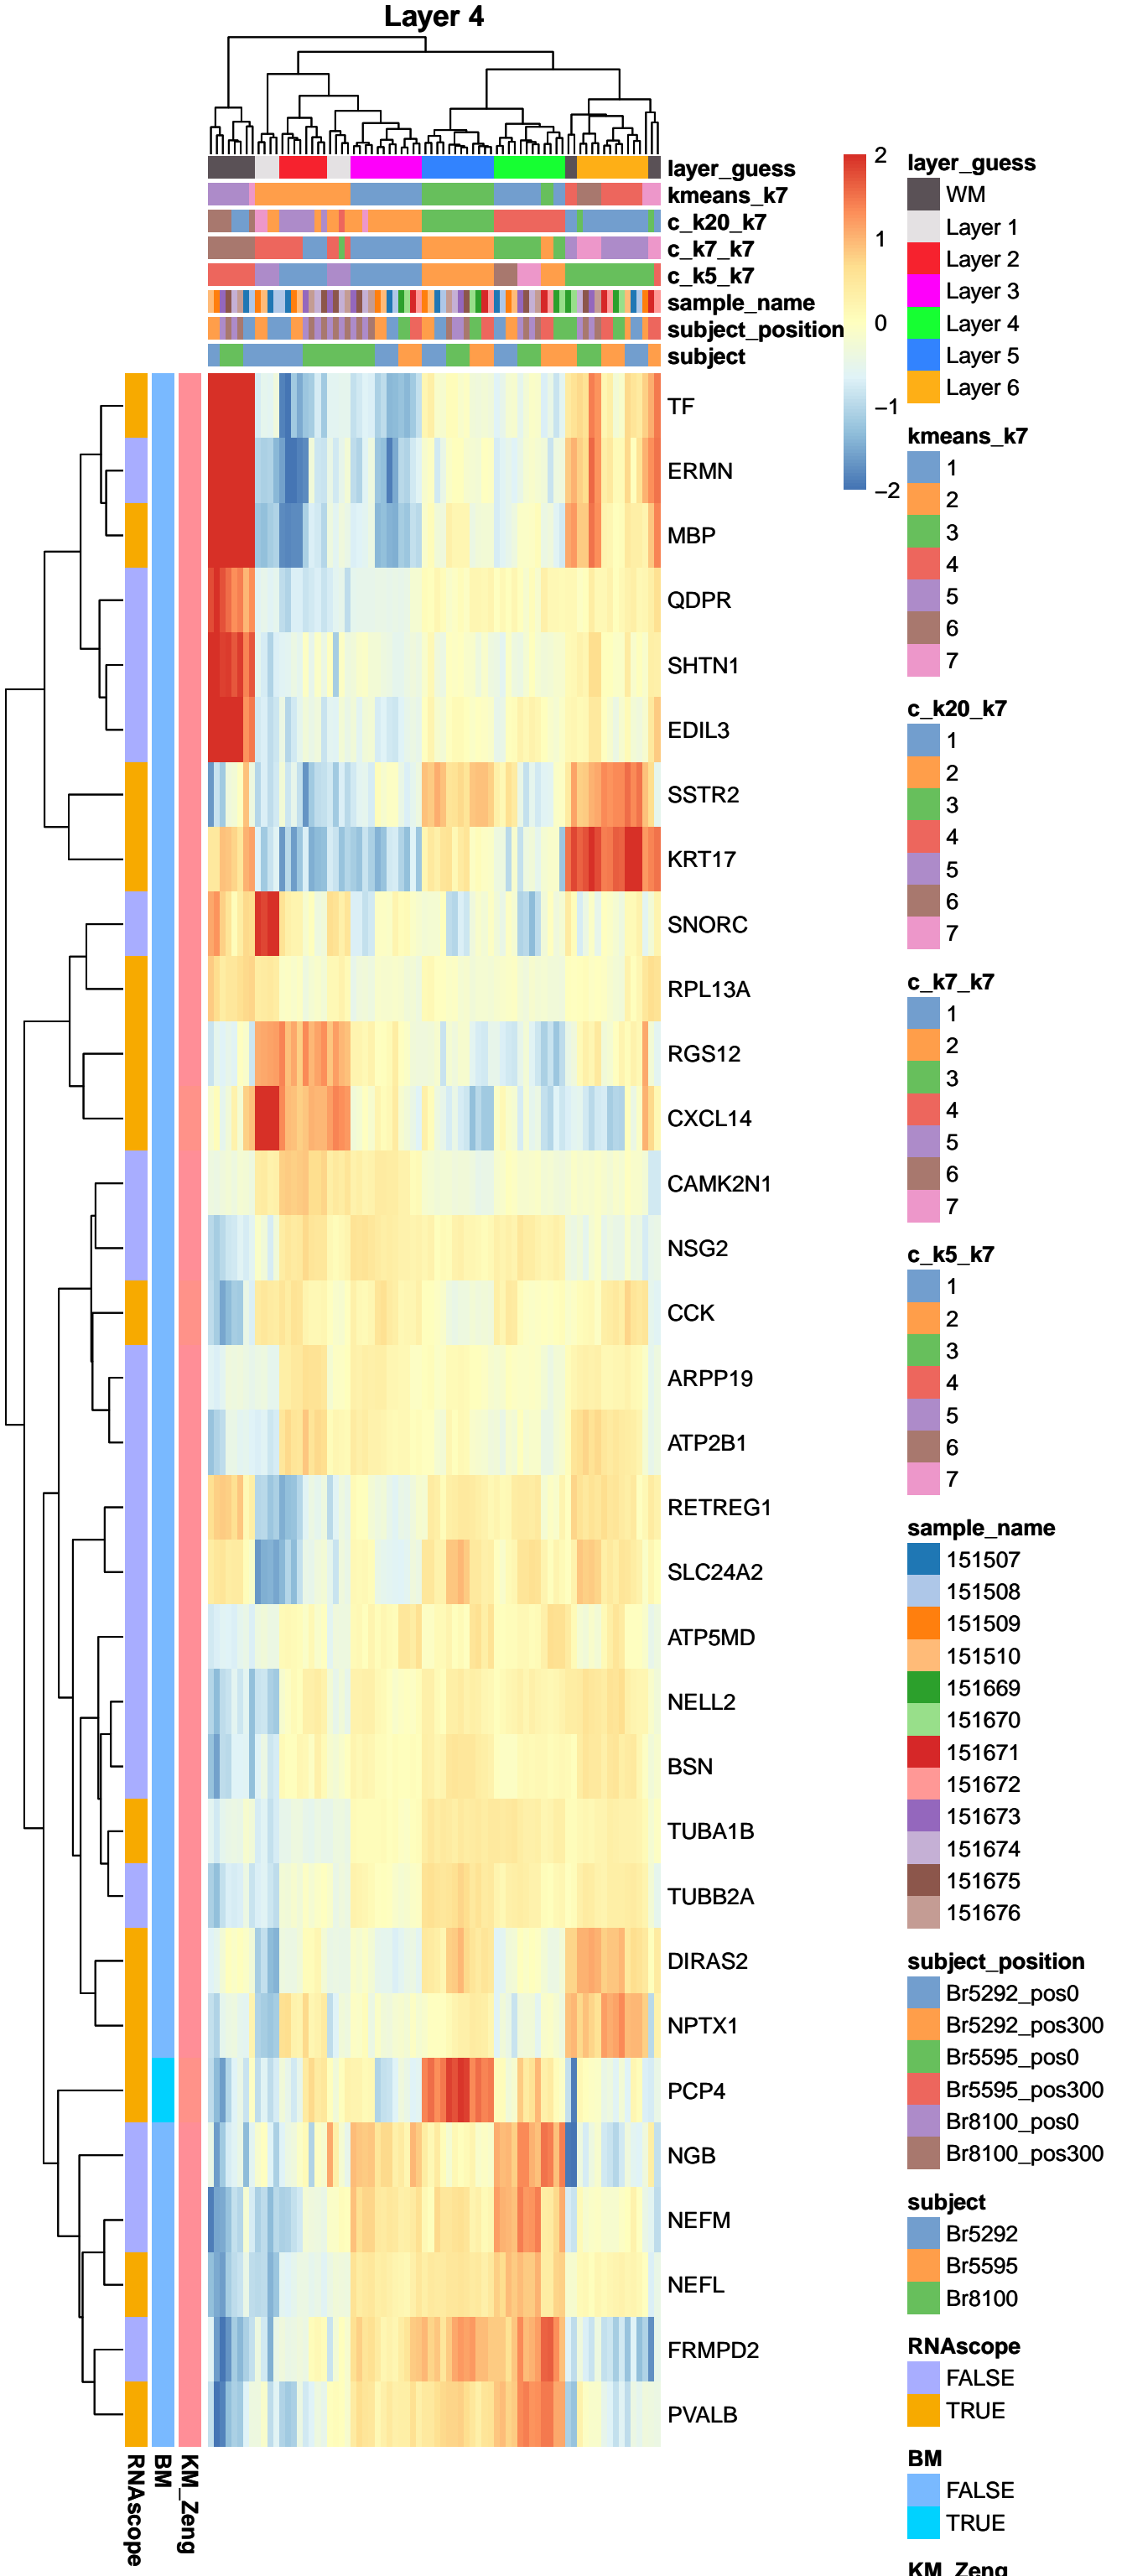 Layer 4
layer_guess
kmeans_k7
c_k20_k7
c_k7_k7
c_k5_k7
sample_name
subject_position
subject
2
1
0
−1
−2
TF
ERMN
MBP
QDPR
SHTN1
EDIL3
SSTR2
KRT17
SNORC
RPL13A
RGS12
CXCL14
CAMK2N1
NSG2
CCK
ARPP19
ATP2B1
RETREG1
SLC24A2
ATP5MD
NELL2
BSN
TUBA1B
TUBB2A
DIRAS2
NPTX1
PCP4
NGB
NEFM
NEFL
FRMPD2
PVALB
RNAscope
BM
KM_Zeng
layer_guess
WM
Layer 1
Layer 2
Layer 3
Layer 4
Layer 5
Layer 6
kmeans_k7
1
2
3
4
5
6
7
c_k20_k7
1
2
3
4
5
6
7
c_k7_k7
1
2
3
4
5
6
7
c_k5_k7
1
2
3
4
5
6
7
sample_name
151507
151508
151509
151510
151669
151670
151671
151672
151673
151674
151675
151676
subject_position
Br5292_pos0
Br5292_pos300
Br5595_pos0
Br5595_pos300
Br8100_pos0
Br8100_pos300
subject
Br5292
Br5595
Br8100
RNAscope
FALSE
TRUE
BM
FALSE
TRUE
KM_Zeng